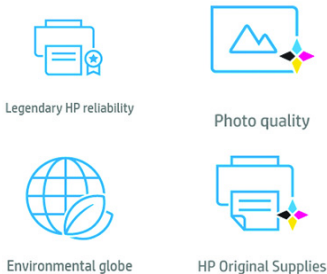 Legendary HP reliability
Photo quality
Environmental globe
HP Original Supplies